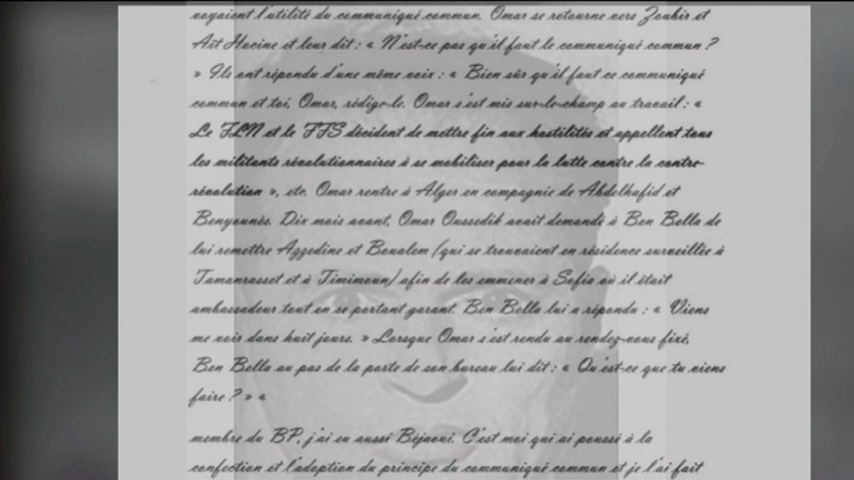 voyaient l'utilité du communiqué commun. Omar se retourne vers Zoubir et
Aït Hocine et leur dit : « N'est-ce pas qu'il faut le communiqué commun ?
» Ils ont répondu d'une même voix : « Bien sûr qu'il faut ce communiqué
commun et toi, Omar, rédige-le. Omar s'est mis sur-le-champ au travail : «
Le FLN et le FFS décident de mettre fin aux hostilités et appellent tous
les militants révolutionnaires à se mobiliser pour la lutte contre la contre-
révolution », etc. Omar rentre à Alger en compagnie de Abdelhafid et
Benyounès. Dix mois avant, Omar Oussedik avait demandé à Ben Bella de
lui remettre Azzedine et Boualem (qui se trouvaient en résidence surveillée à
Tamanrasset et à Timimoun) afin de les emmener à Sofia où il était
ambassadeur tout en se portant garant. Ben Bella lui a répondu : « Viens
me voir dans huit jours. » Lorsque Omar s'est rendu au rendez-vous fixé,
Ben Bella au pas de la porte de son bureau lui dit : « Qu'est-ce que tu viens
faire ? » «
membre du BP, j'ai eu aussi Bejaoui. C'est moi qui ai poussé à la
confection et l'adoption du principe du communiqué commun et je l'ai fait